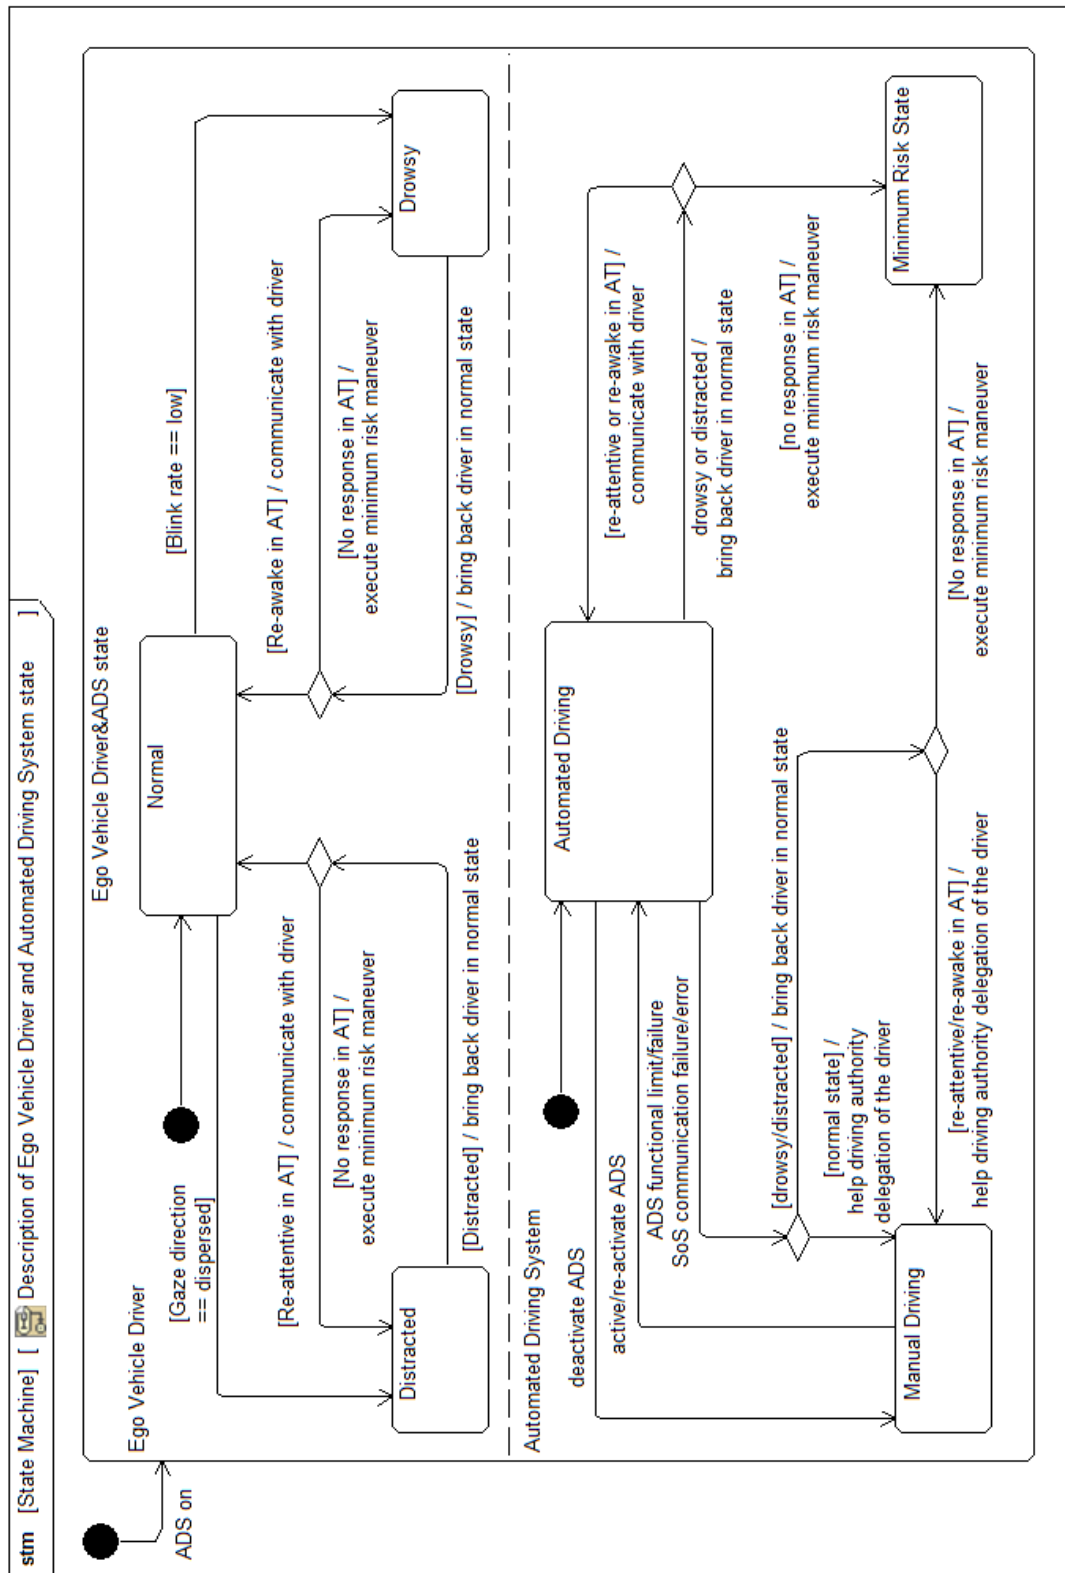 stm [State Machine] [ Description of Ego Vehicle Driver and Automated Driving System state ]
ADS on
Ego Vehicle Driver&ADS state
Ego Vehicle Driver
[Gaze direction
== dispersed]
Normal
[Blink rate == low]
[Re-attentive in AT] / communicate with driver
[Re-awake in AT] / communicate with driver
[No response in AT] /
execute minimum risk maneuver
[No response in AT] /
execute minimum risk maneuver
Distracted
Drowsy
[Distracted] / bring back driver in normal state
[Drowsy] / bring back driver in normal state
Automated Driving System
deactivate ADS
active/re-activate ADS
ADS functional limit/failure
SoS communication failure/error
Automated Driving
[re-attentive or re-awake in AT] /
communicate with driver
drowsy or distracted /
bring back driver in normal state
[drowsy/distracted] / bring back driver in normal state
[normal state] /
help driving authority
delegation of the driver
[no response in AT] /
execute minimum risk maneuver
Manual Driving
Minimum Risk State
[re-attentive/re-awake in AT] /
help driving authority delegation of the driver
[No response in AT] /
execute minimum risk maneuver